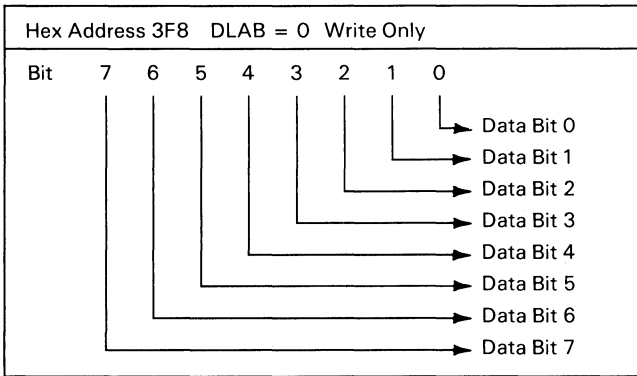 Hex Address 3F8 DLAB = 0 Write Only
Bit 7 6 5 4 3 2 1 0
Data Bit 0
Data Bit 1
Data Bit 2
Data Bit 3
Data Bit 4
Data Bit 5
Data Bit 6
Data Bit 7